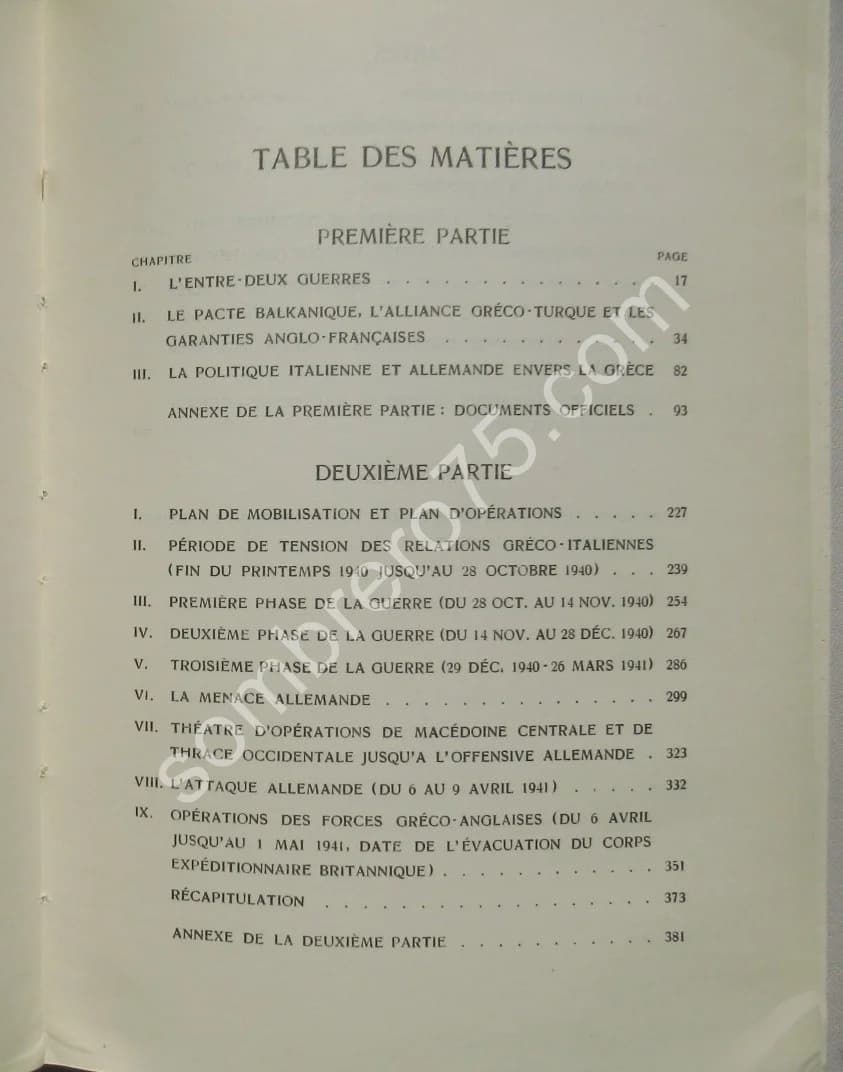 TABLE DES MATIÈRES
PREMIÈRE PARTIE
CHAPITRE PAGE
I. L'ENTRE-DEUX GUERRES . . . . . . . . . . . . . . 17
II. LE PACTE BALKANIQUE, L'ALLIANCE GRÉCO-TURQUE ET LES
GARANTIES ANGLO-FRANÇAISES . . . . . . . . . . . . 34
III. LA POLITIQUE ITALIENNE ET ALLEMANDE ENVERS LA GRÈCE 82
ANNEXE DE LA PREMIÈRE PARTIE : DOCUMENTS OFFICIELS . 93
DEUXIÈME PARTIE
I. PLAN DE MOBILISATION ET PLAN D'OPÉRATIONS . . . . . 227
II. PÉRIODE DE TENSION DES RELATIONS GRÉCO-ITALIENNES
(FIN DU PRINTEMPS 1940 JUSQU'AU 28 OCTOBRE 1940) . . . 239
III. PREMIÈRE PHASE DE LA GUERRE (DU 28 OCT. AU 14 NOV. 1940) 254
IV. DEUXIÈME PHASE DE LA GUERRE (DU 14 NOV. AU 28 DÉC. 1940) 267
V. TROISIÈME PHASE DE LA GUERRE (29 DÉC. 1940-26 MARS 1941) 286
VI. LA MENACE ALLEMANDE . . . . . . . . . . . . . . . 299
VII. THÉATRE D'OPÉRATIONS DE MACÉDOINE CENTRALE ET DE
THRACE OCCIDENTALE JUSQU'A L'OFFENSIVE ALLEMANDE . 323
VIII. L'ATTAQUE ALLEMANDE (DU 6 AU 9 AVRIL 1941) . . . . . 332
IX. OPÉRATIONS DES FORCES GRÉCO-ANGLAISES (DU 6 AVRIL
JUSQU'AU 1 MAI 1941, DATE DE L'ÉVACUATION DU CORPS
EXPÉDITIONNAIRE BRITANNIQUE) . . . . . . . . . . . . 351
RÉCAPITULATION . . . . . . . . . . . . . . . . . . 373
ANNEXE DE LA DEUXIÈME PARTIE . . . . . . . . . . . 381
sombrero75.com